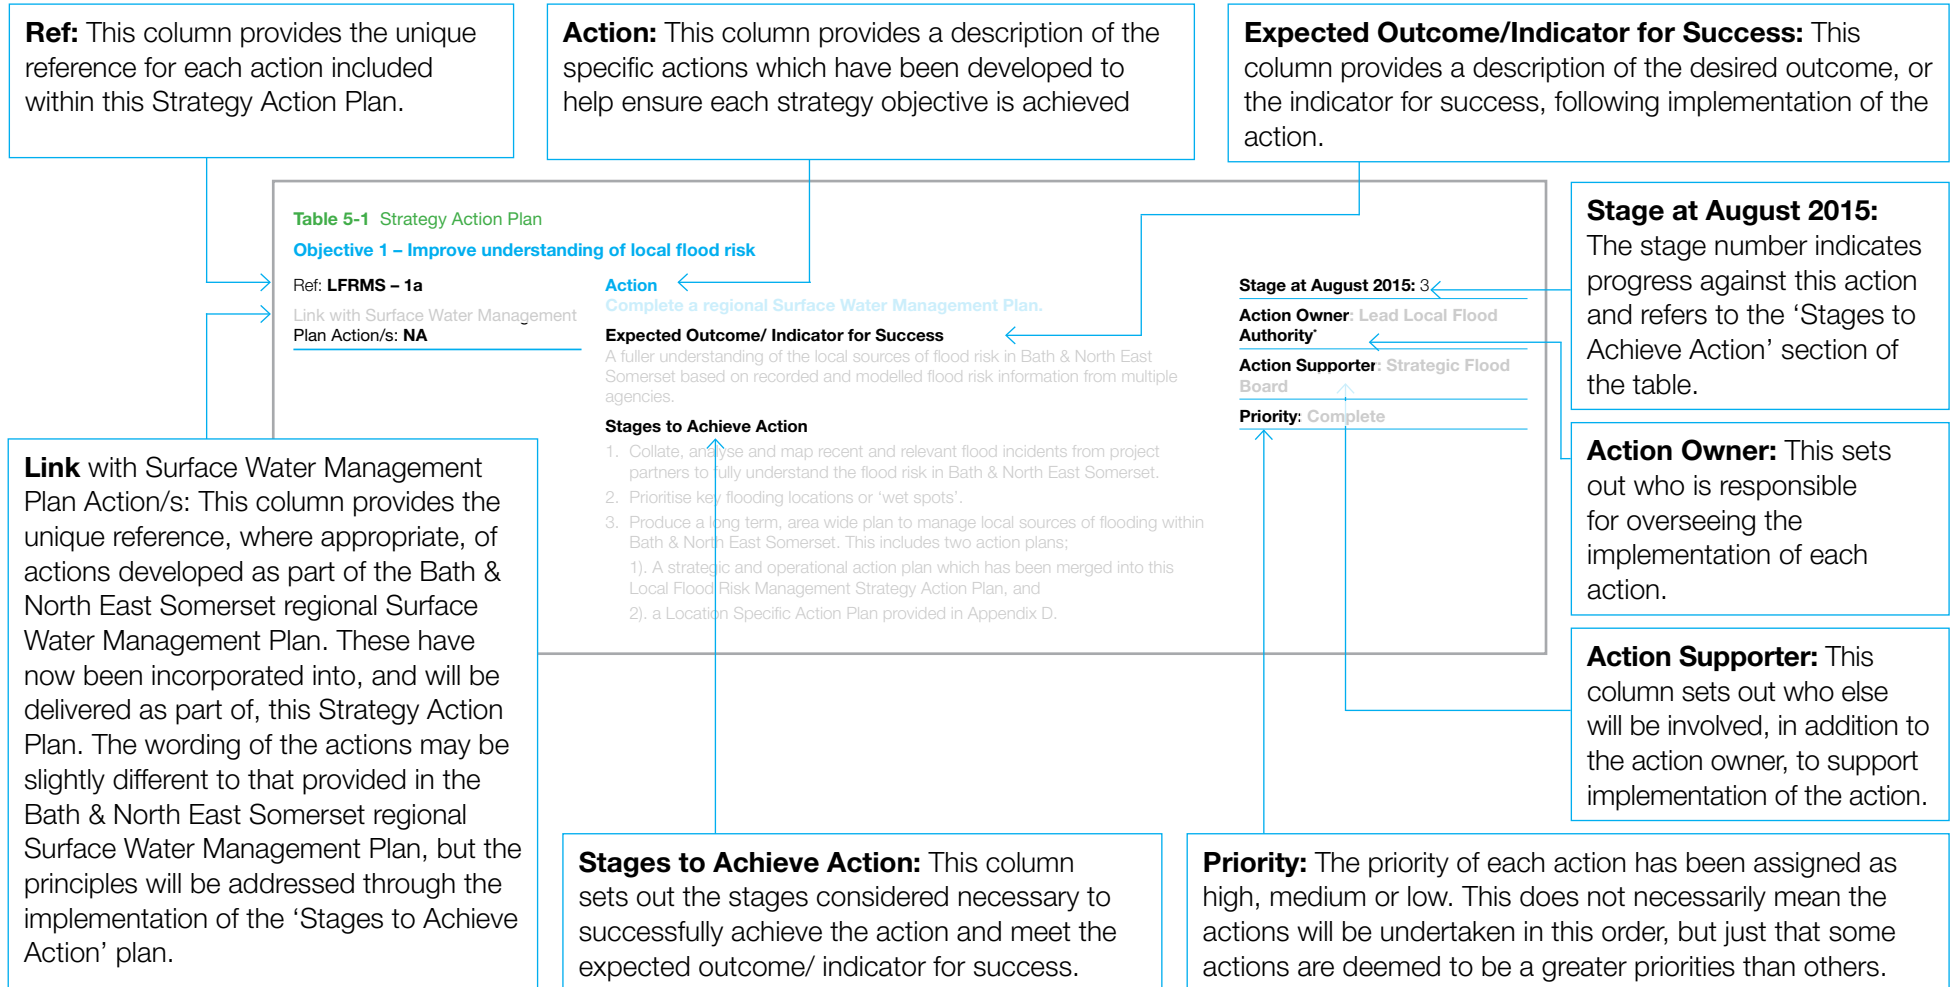 Ref: This column provides the unique
reference for each action included
within this Strategy Action Plan.
Action: This column provides a description of the
specific actions which have been developed to
help ensure each strategy objective is achieved
Expected Outcome/Indicator for Success: This
column provides a description of the desired outcome, or
the indicator for success, following implementation of the
action.
Table 5-1 Strategy Action Plan
Objective 1 – Improve understanding of local flood risk
Ref: LFRMS – 1a
Link with Surface Water Management
Plan Action/s: NA
Action
Complete a regional Surface Water Management Plan.
Expected Outcome/ Indicator for Success
A fuller understanding of the local sources of flood risk in Bath & North East
Somerset based on recorded and modelled flood risk information from multiple
agencies.
Stages to Achieve Action
1. Collate, analyse and map recent and relevant flood incidents from project
partners to fully understand the flood risk in Bath & North East Somerset.
2. Prioritise key flooding locations or ‘wet spots’.
3. Produce a long term, area wide plan to manage local sources of flooding within
Bath & North East Somerset. This includes two action plans;
1). A strategic and operational action plan which has been merged into this
Local Flood Risk Management Strategy Action Plan, and
2). a Location Specific Action Plan provided in Appendix D.
Stage at August 2015: 3
Action Owner: Lead Local Flood
Authority*
Action Supporter: Strategic Flood
Board
Priority: Complete
Stage at August 2015:
The stage number indicates
progress against this action
and refers to the ‘Stages to
Achieve Action’ section of
the table.
Action Owner: This sets
out who is responsible
for overseeing the
implementation of each
action.
Action Supporter: This
column sets out who else
will be involved, in addition to
the action owner, to support
implementation of the action.
Link with Surface Water Management
Plan Action/s: This column provides the
unique reference, where appropriate, of
actions developed as part of the Bath &
North East Somerset regional Surface
Water Management Plan. These have
now been incorporated into, and will be
delivered as part of, this Strategy Action
Plan. The wording of the actions may be
slightly different to that provided in the
Bath & North East Somerset regional
Surface Water Management Plan, but the
principles will be addressed through the
implementation of the ‘Stages to Achieve
Action’ plan.
Stages to Achieve Action: This column
sets out the stages considered necessary to
successfully achieve the action and meet the
expected outcome/ indicator for success.
Priority: The priority of each action has been assigned as
high, medium or low. This does not necessarily mean the
actions will be undertaken in this order, but just that some
actions are deemed to be a greater priorities than others.